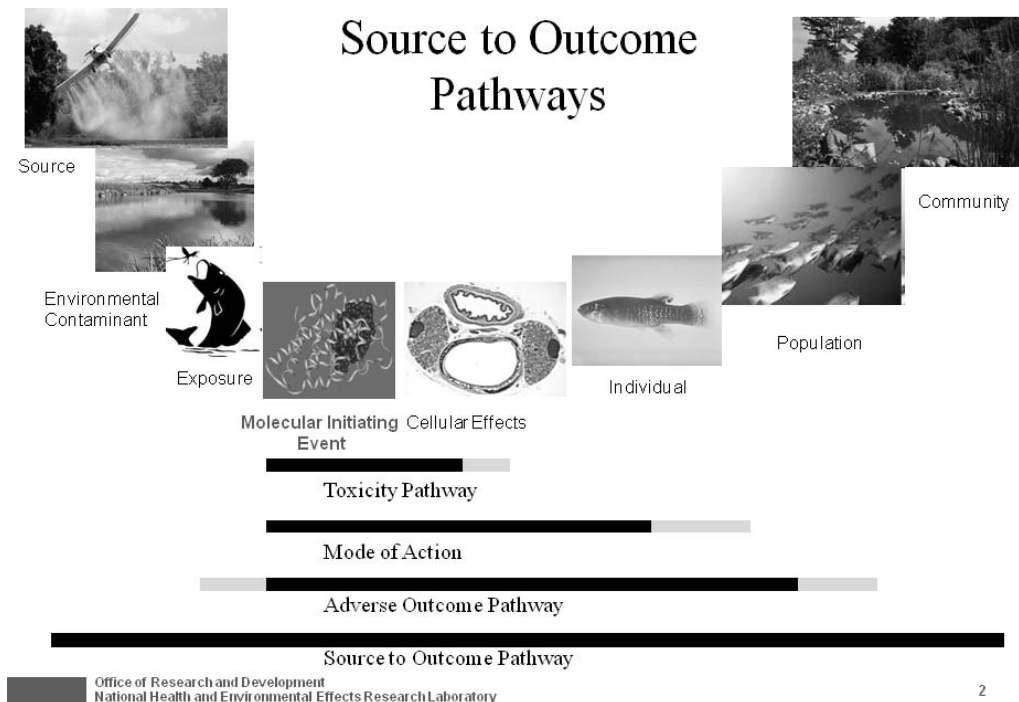 Source to Outcome
Pathways
Source
Environmental
Contaminant
Exposure
Molecular Initiating
Event
Cellular Effects
Individual
Population
Community
Toxicity Pathway
Mode of Action
Adverse Outcome Pathway
Source to Outcome Pathway
Office of Research and Development
National Health and Environmental Effects Research Laboratory
2